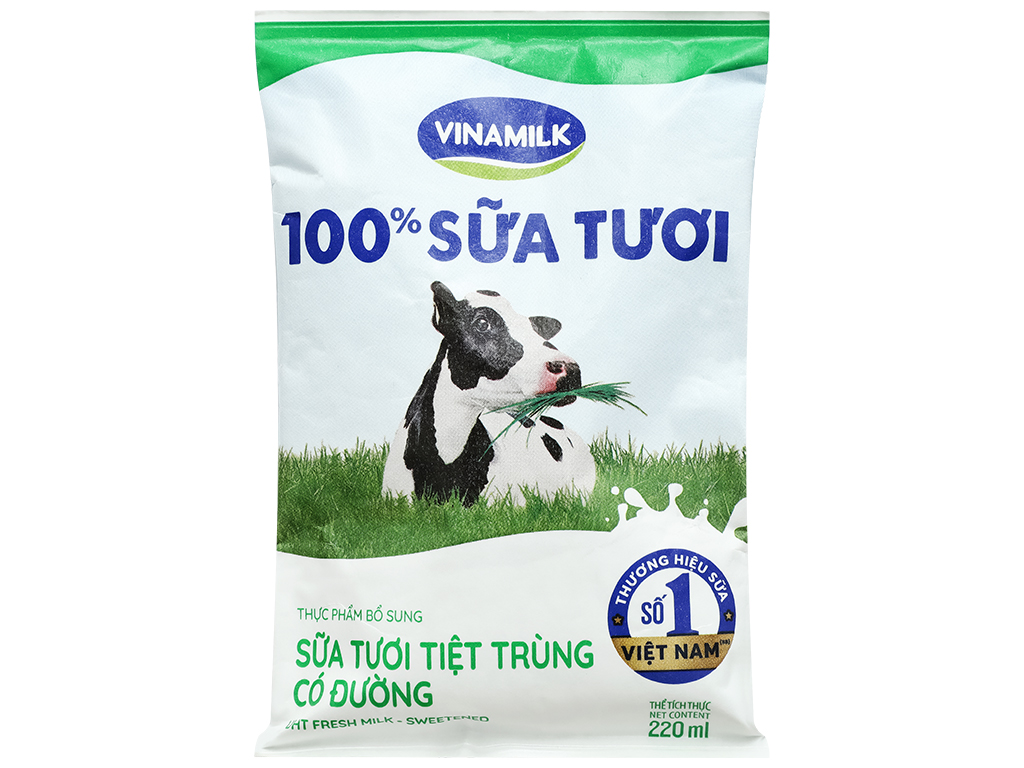 VINAMILK
100% SỮA TƯƠI
THƯƠNG HIỆU SỮA
SỐ 1
VIỆT NAM
THỰC PHẨM BỔ SUNG
SỮA TƯƠI TIỆT TRÙNG
CÓ ĐƯỜNG
UHT FRESH MILK - SWEETENED
THỂ TÍCH THỰC
NET CONTENT
220 ml